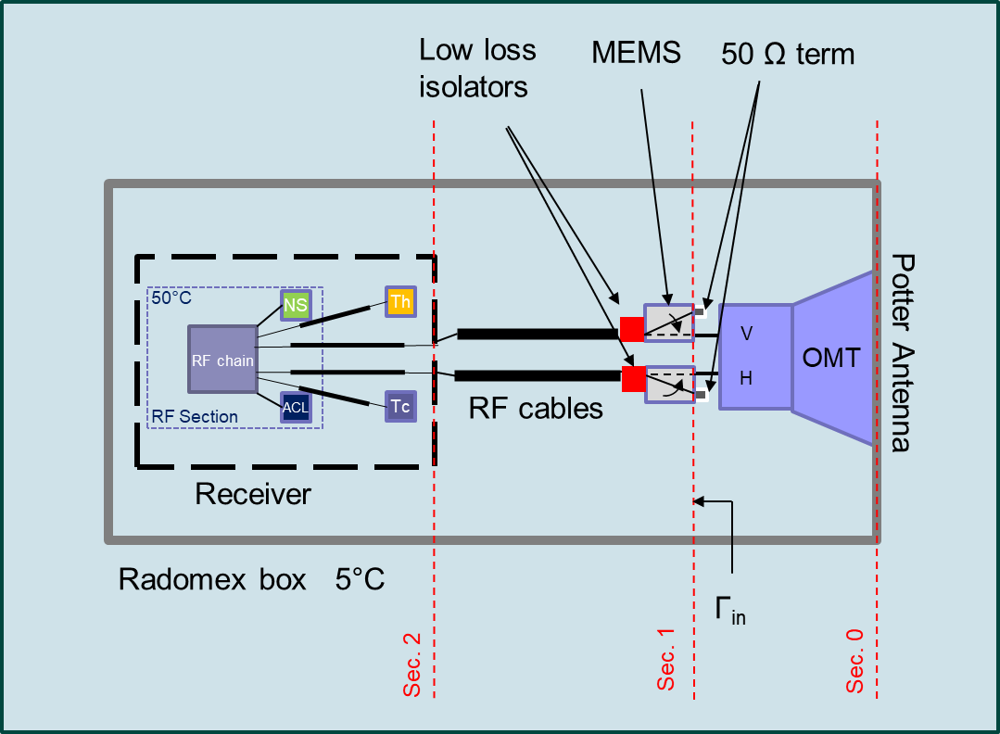 Low loss
isolators
MEMS
50 Ω term
50°C
NS
Th
RF chain
ACL
Tc
RF Section
Receiver
RF cables
V
H
OMT
Potter Antenna
Radomex box 5°C
Γin
Sec. 2
Sec. 1
Sec. 0